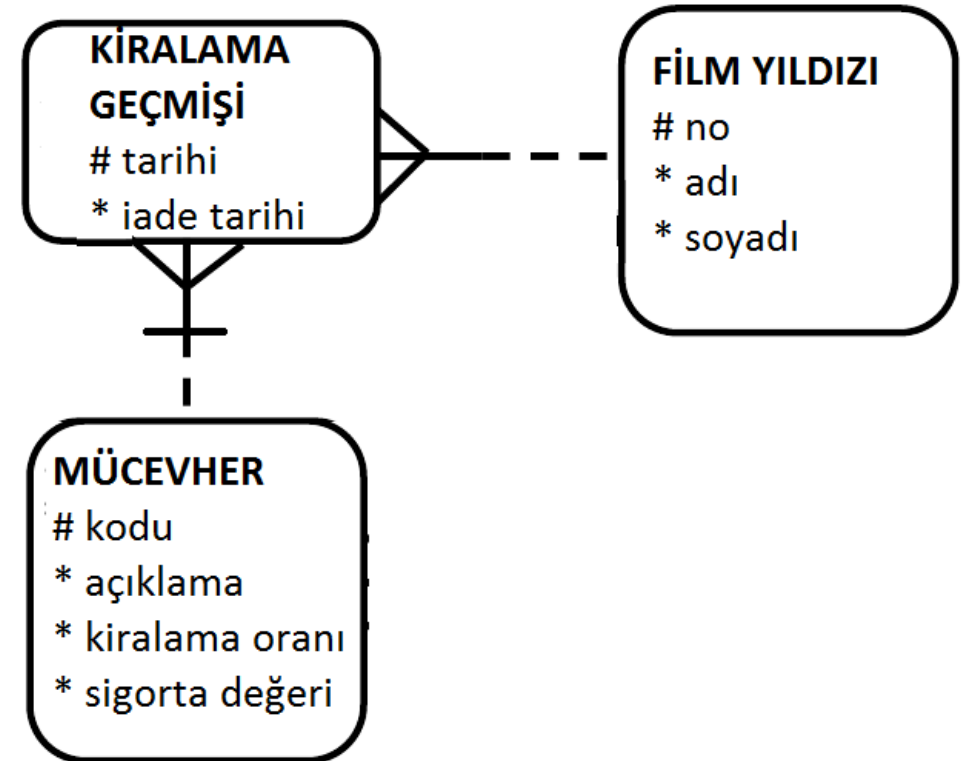 KİRALAMA
GEÇMİŞİ
# tarihi
* iade tarihi
FİLM YILDIZI
# no
* adı
* soyadı
MÜCEVHER
# kodu
* açıklama
* kiralama oranı
* sigorta değeri